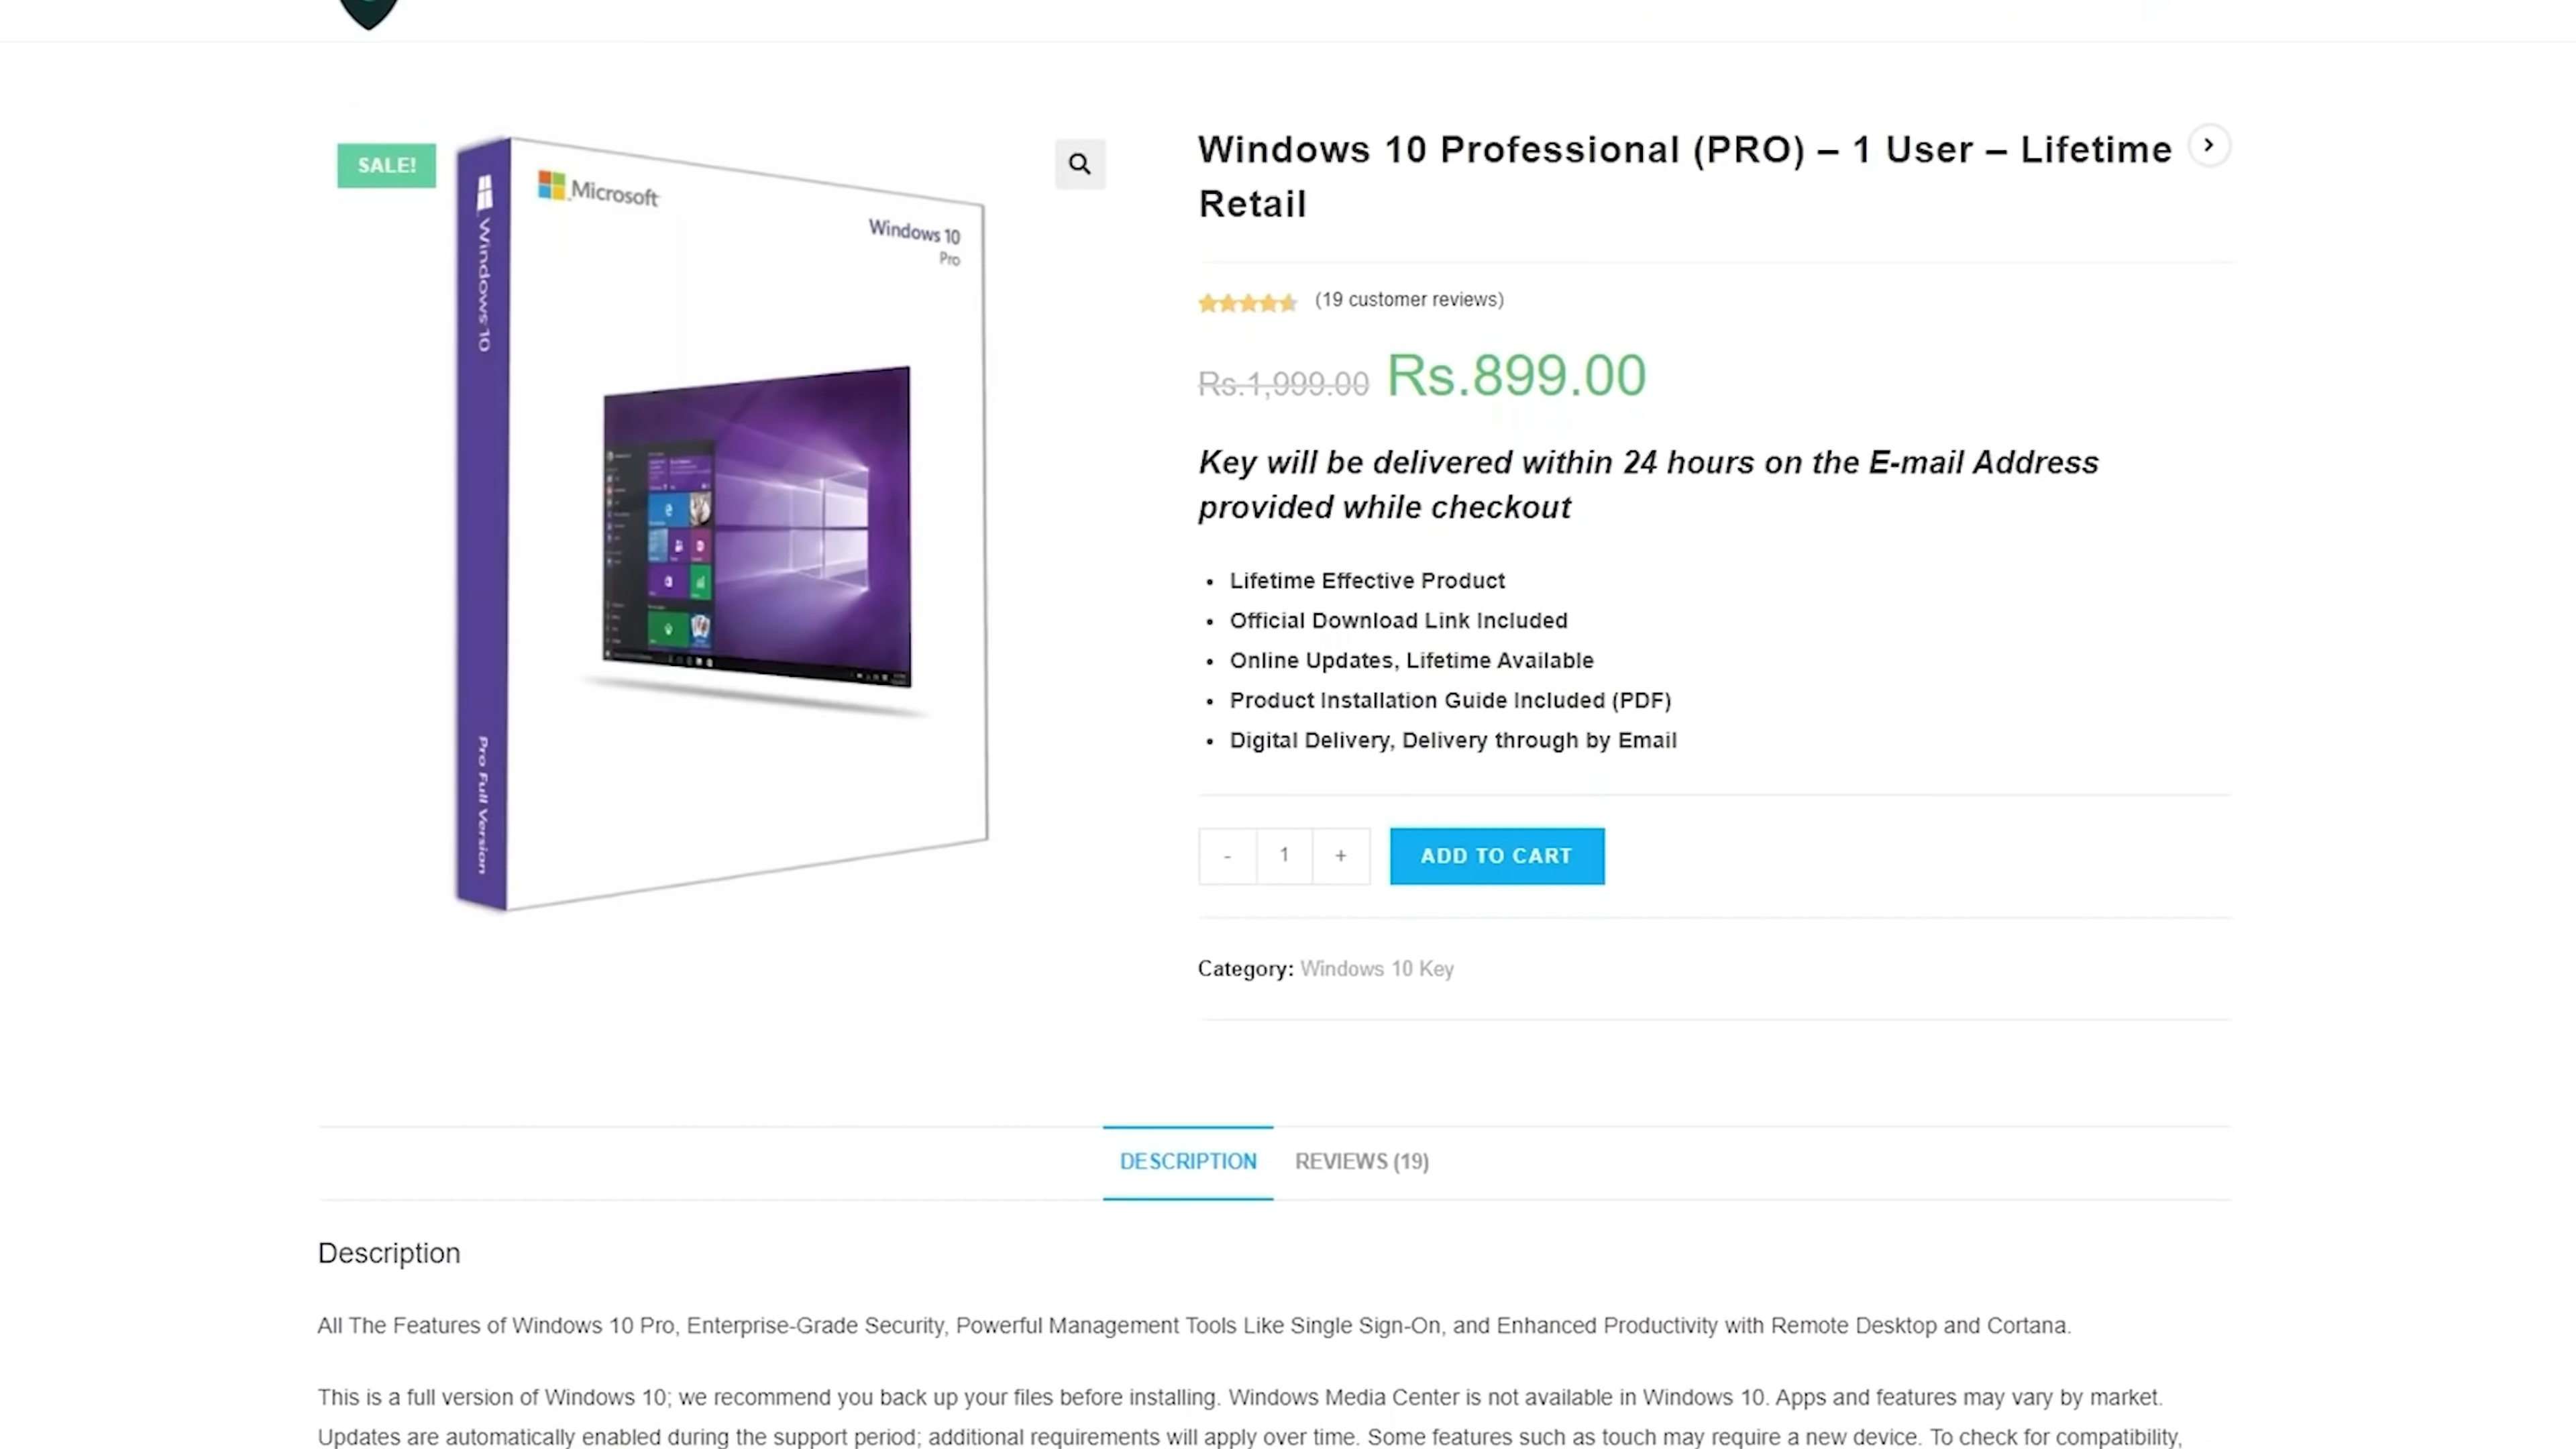 SALE!
Microsoft
Windows 10
Pro
Windows 10
Pro Full Version
Windows 10 Professional (PRO) – 1 User – Lifetime
Retail
(19 customer reviews)
Rs.1,999.00 Rs.899.00
Key will be delivered within 24 hours on the E-mail Address
provided while checkout
• Lifetime Effective Product
• Official Download Link Included
• Online Updates, Lifetime Available
• Product Installation Guide Included (PDF)
• Digital Delivery, Delivery through by Email
- 1 + ADD TO CART
Category: Windows 10 Key
DESCRIPTION REVIEWS (19)
Description
All The Features of Windows 10 Pro, Enterprise-Grade Security, Powerful Management Tools Like Single Sign-On, and Enhanced Productivity with Remote Desktop and Cortana.
This is a full version of Windows 10; we recommend you back up your files before installing. Windows Media Center is not available in Windows 10. Apps and features may vary by market.
Updates are automatically enabled during the support period; additional requirements will apply over time. Some features such as touch may require a new device. To check for compatibility,